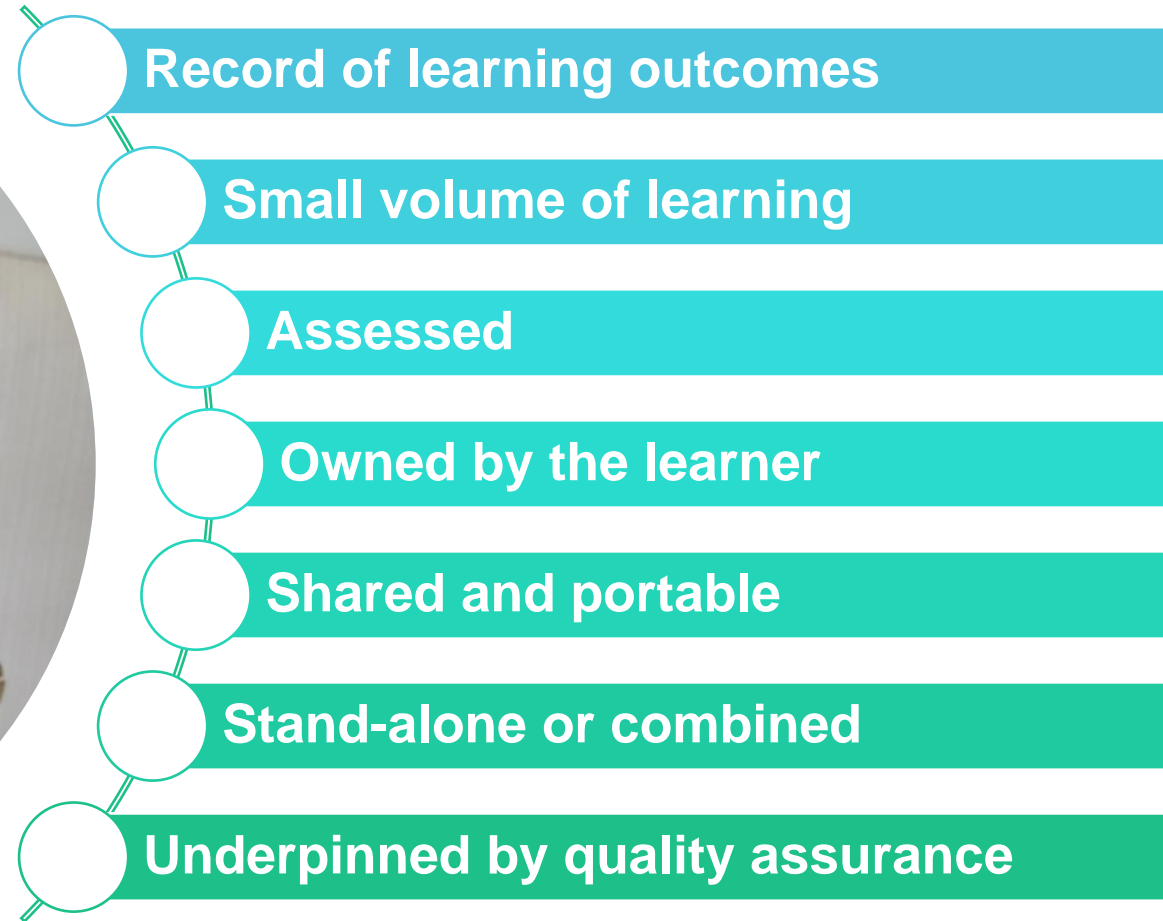 Record of learning outcomes
Small volume of learning
Assessed
Owned by the learner
Shared and portable
Stand-alone or combined
Underpinned by quality assurance